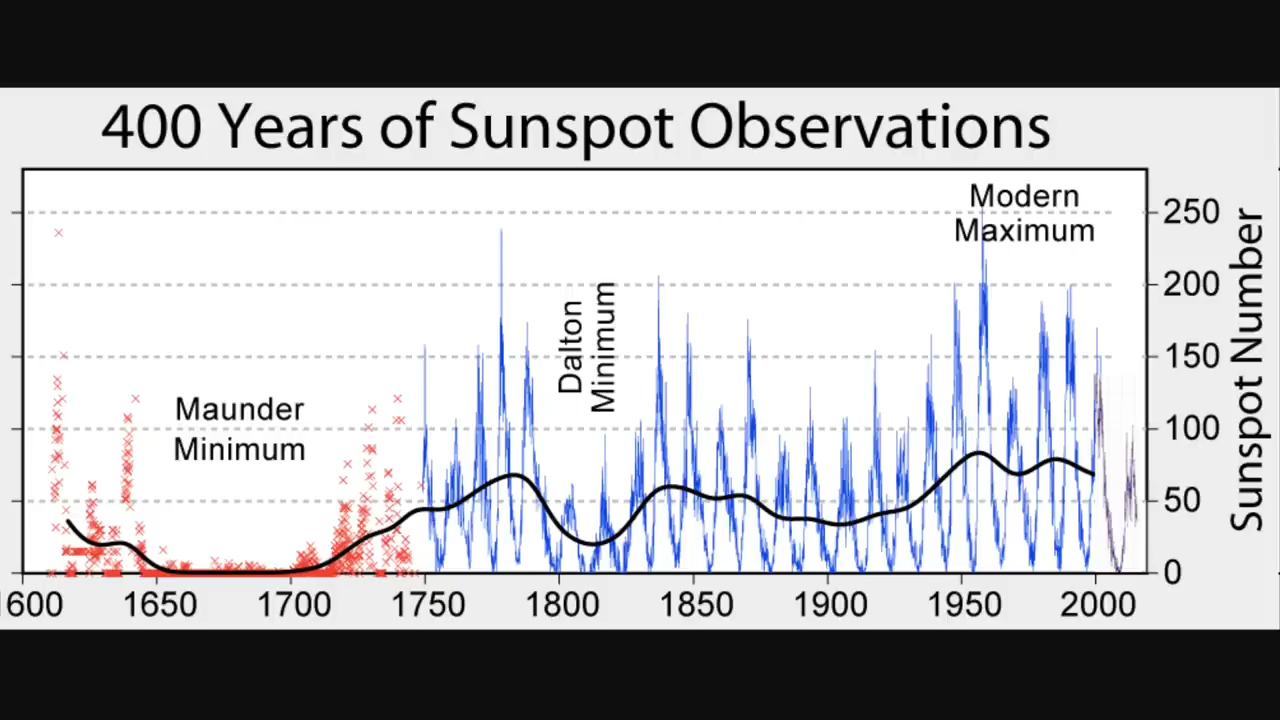 400 Years of Sunspot Observations
Modern
Maximum
Dalton
Minimum
Maunder
Minimum
250
200
150
100
50
0
Sunspot Number
1600 1650 1700 1750 1800 1850 1900 1950 2000